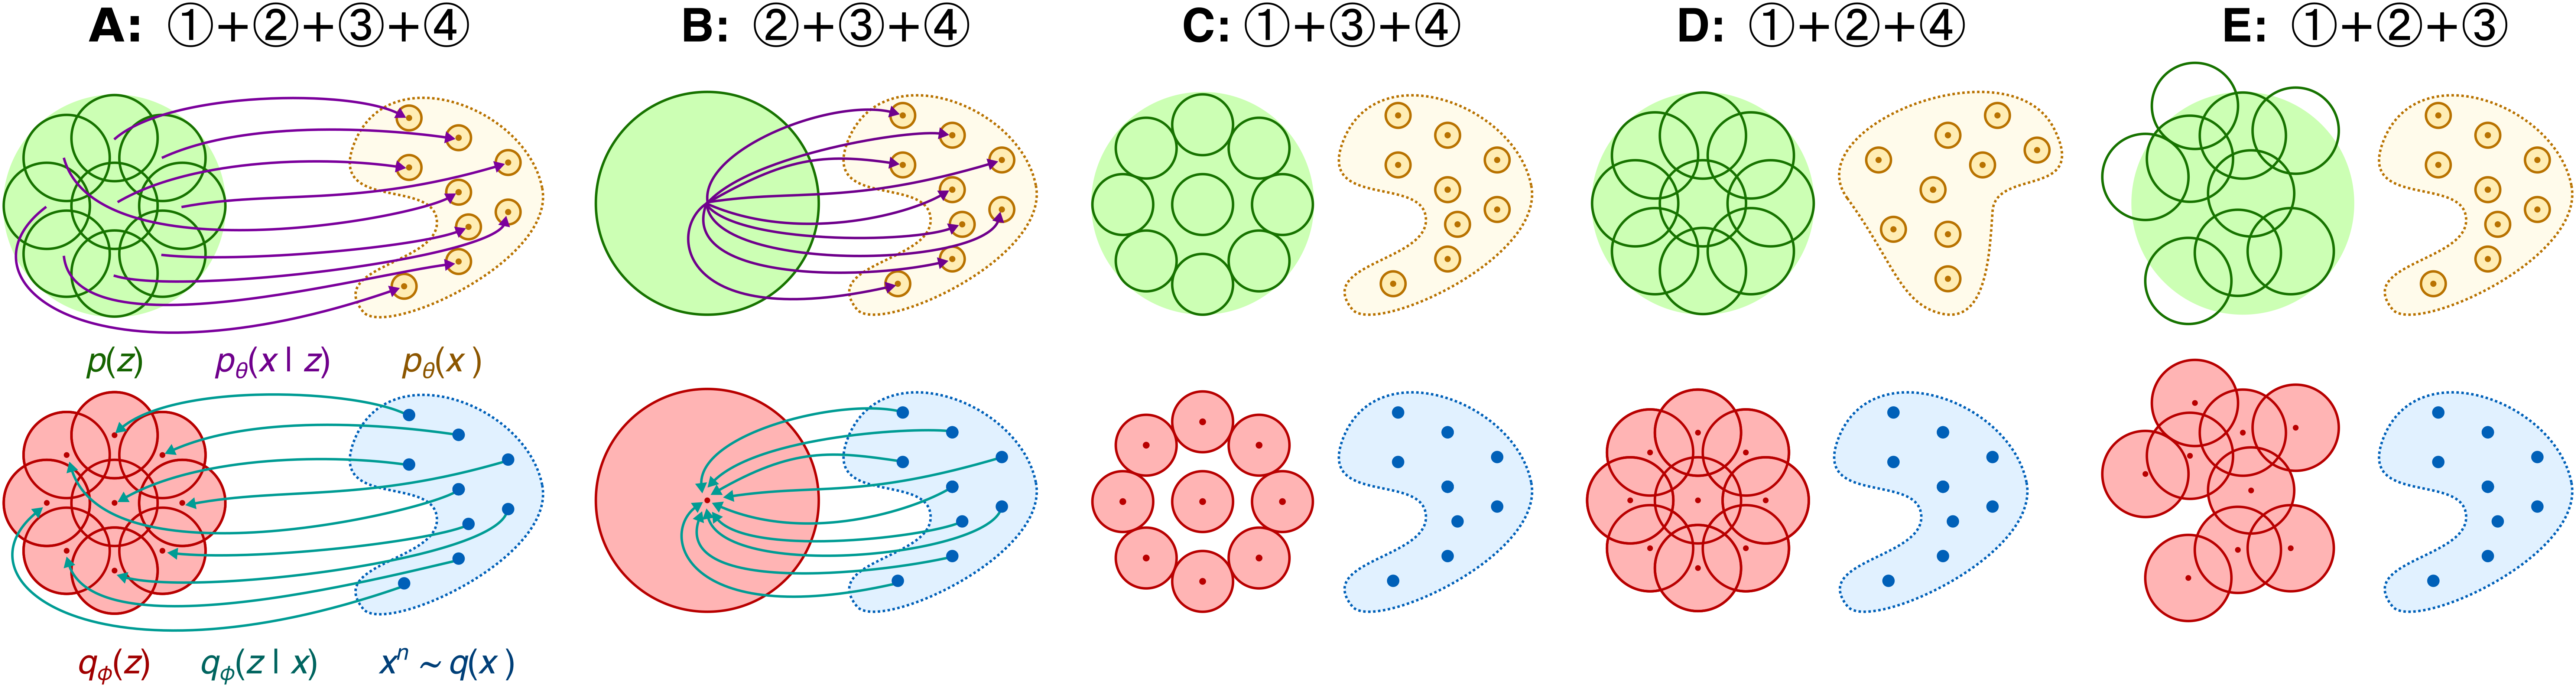 A: ①+②+③+④ B: ②+③+④ C: ①+③+④ D: ①+②+④ E: ①+②+③
p(z) pθ(x | z) pθ(x)
qϕ(z) qϕ(z | x) xⁿ ~ q(x)